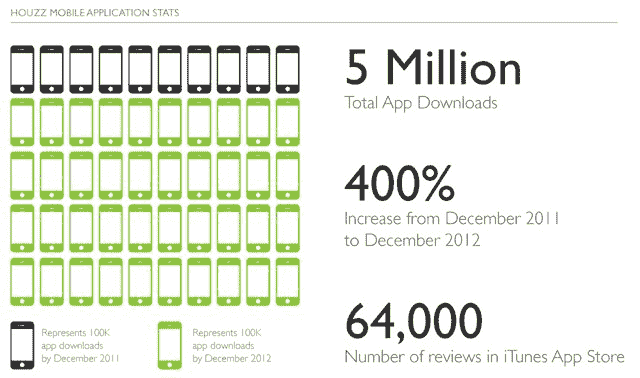 HOUZZ MOBILE APPLICATION STATS
5 Million
Total App Downloads
400%
Increase from December 2011
to December 2012
64,000
Number of reviews in iTunes App Store
Represents 100K
app downloads
by December 2011
Represents 100K
app downloads
by December 2012